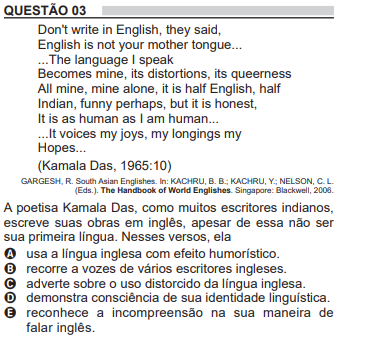 QUESTÃO 03
Don't write in English, they said,
English is not your mother tongue...
...The language I speak
Becomes mine, its distortions, its queerness
All mine, mine alone, it is half English, half
Indian, funny perhaps, but it is honest,
It is as human as I am human...
...It voices my joys, my longings my
Hopes...
(Kamala Das, 1965:10)
GARGESH, R. South Asian Englishes. In: KACHRU, B. B.; KACHRU, Y.; NELSON, C. L.
(Eds.). The Handbook of World Englishes. Singapore: Blackwell, 2006.
A poetisa Kamala Das, como muitos escritores indianos,
escreve suas obras em inglês, apesar de essa não ser
sua primeira língua. Nesses versos, ela
A usa a língua inglesa com efeito humorístico.
B recorre a vozes de vários escritores ingleses.
C adverte sobre o uso distorcido da língua inglesa.
D demonstra consciência de sua identidade linguística.
E reconhece a incompreensão na sua maneira de
falar inglês.